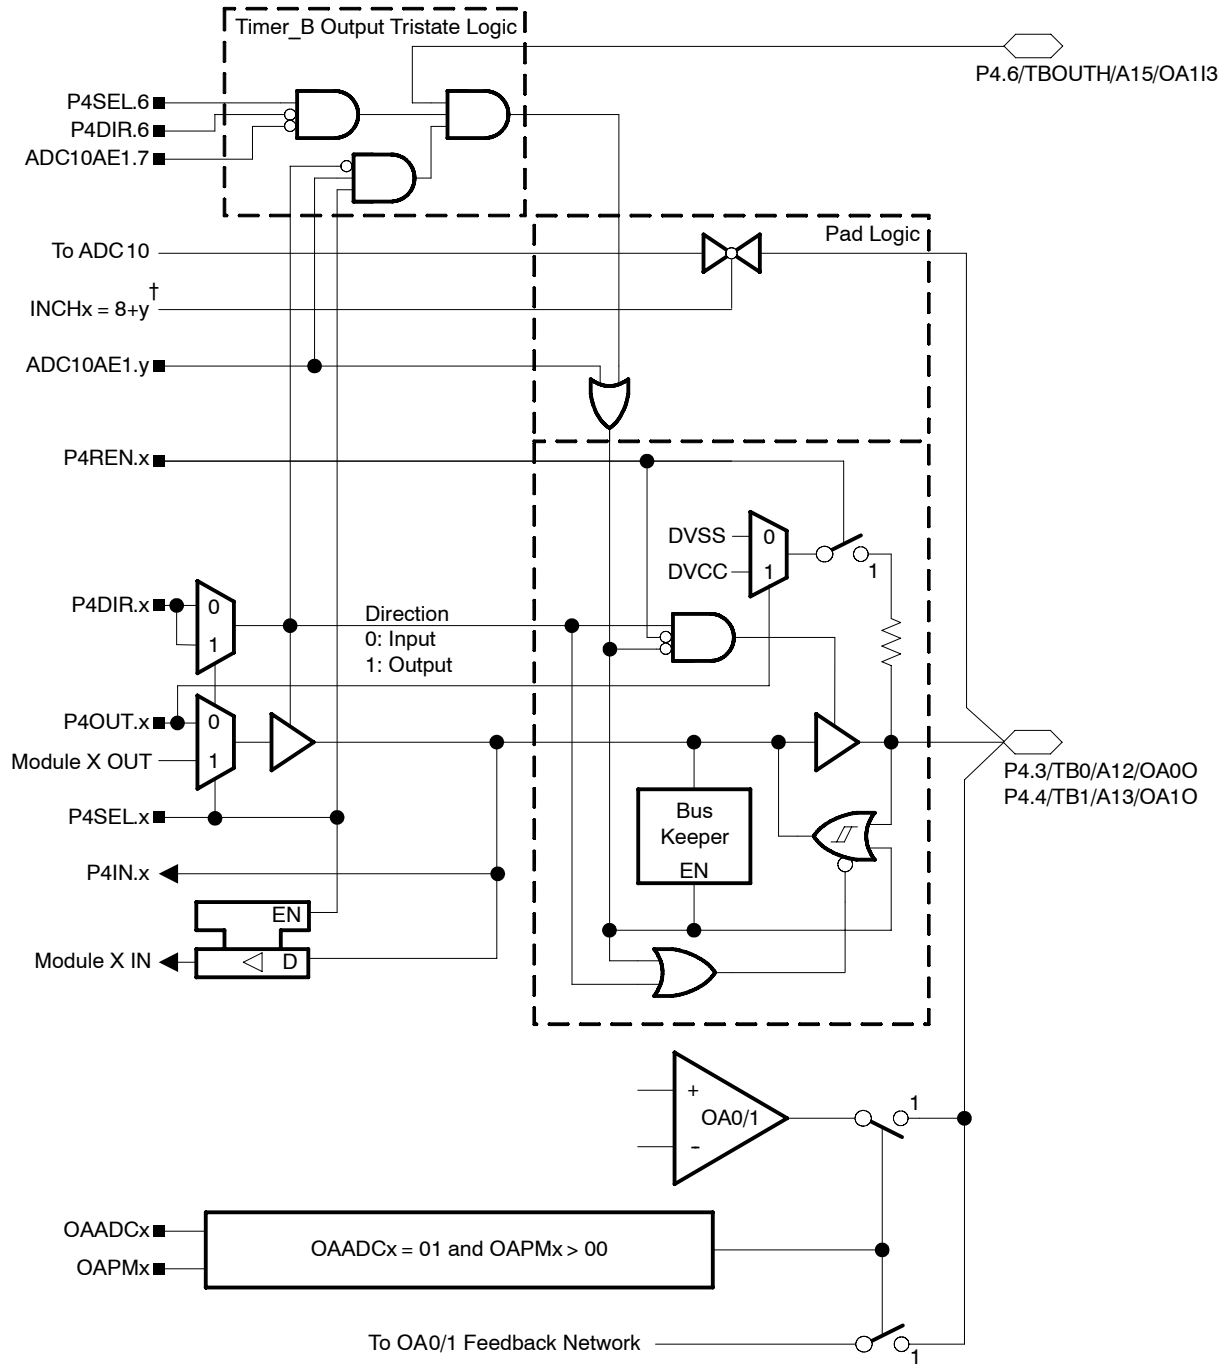 Timer_B Output Tristate Logic
P4.6/TBOUTH/A15/OA1I3
P4SEL.6
P4DIR.6
ADC10AE1.7
Pad Logic
To ADC10
INCHx = 8+y†
ADC10AE1.y
P4REN.x
DVSS
0
DVCC
1
1
P4DIR.x
0
1
Direction
0: Input
1: Output
P4OUT.x
0
Module X OUT
1
P4.3/TB0/A12/OA0O
P4.4/TB1/A13/OA1O
P4SEL.x
Bus
Keeper
EN
P4IN.x
EN
Module X IN
D
+
OA0/1
-
1
OAADCx
OAPMx
OAADCx = 01 and OAPMx > 00
To OA0/1 Feedback Network
1